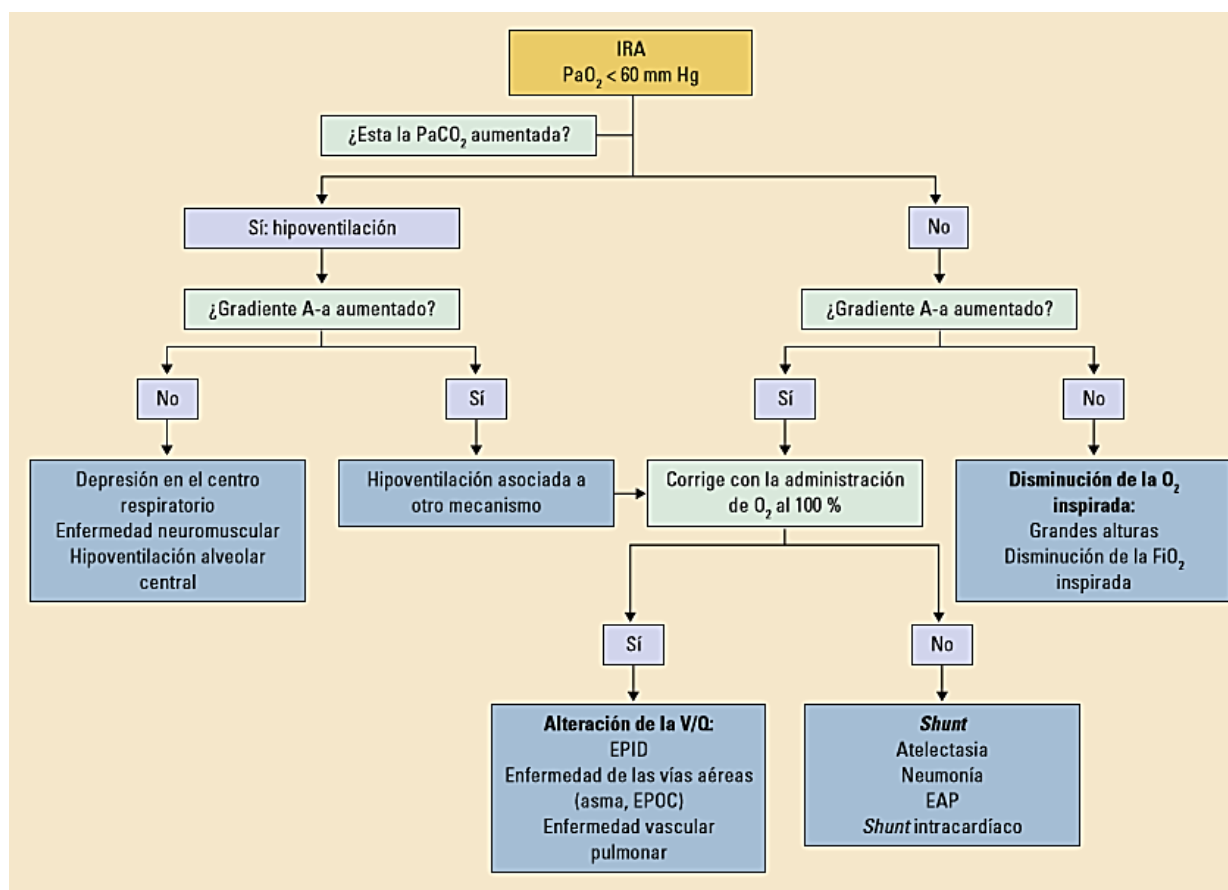 IRA
PaO₂ < 60 mm Hg
¿Esta la PaCO₂ aumentada?
Sí: hipoventilación
No
¿Gradiente A-a aumentado?
¿Gradiente A-a aumentado?
No
Sí
Sí
No
Depresión en el centro
respiratorio
Enfermedad neuromuscular
Hipoventilación alveolar
central
Hipoventilación asociada a
otro mecanismo
Corrige con la administración
de O₂ al 100 %
Disminución de la O₂
inspirada:
Grandes alturas
Disminución de la FiO₂
inspirada
Sí
No
Alteración de la V/Q:
EPID
Enfermedad de las vías aéreas
(asma, EPOC)
Enfermedad vascular
pulmonar
Shunt
Atelectasia
Neumonía
EAP
Shunt intracardíaco